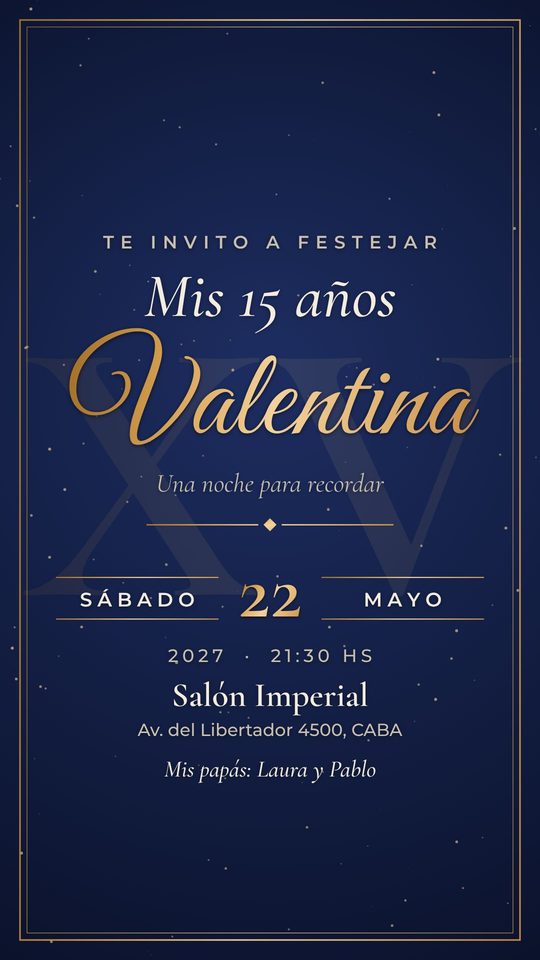 TE INVITO A FESTEJAR
Mis 15 años
XV
Valentina
Una noche para recordar
SÁBADO 22 MAYO
2027 · 21:30 HS
Salón Imperial
Av. del Libertador 4500, CABA
Mis papás: Laura y Pablo